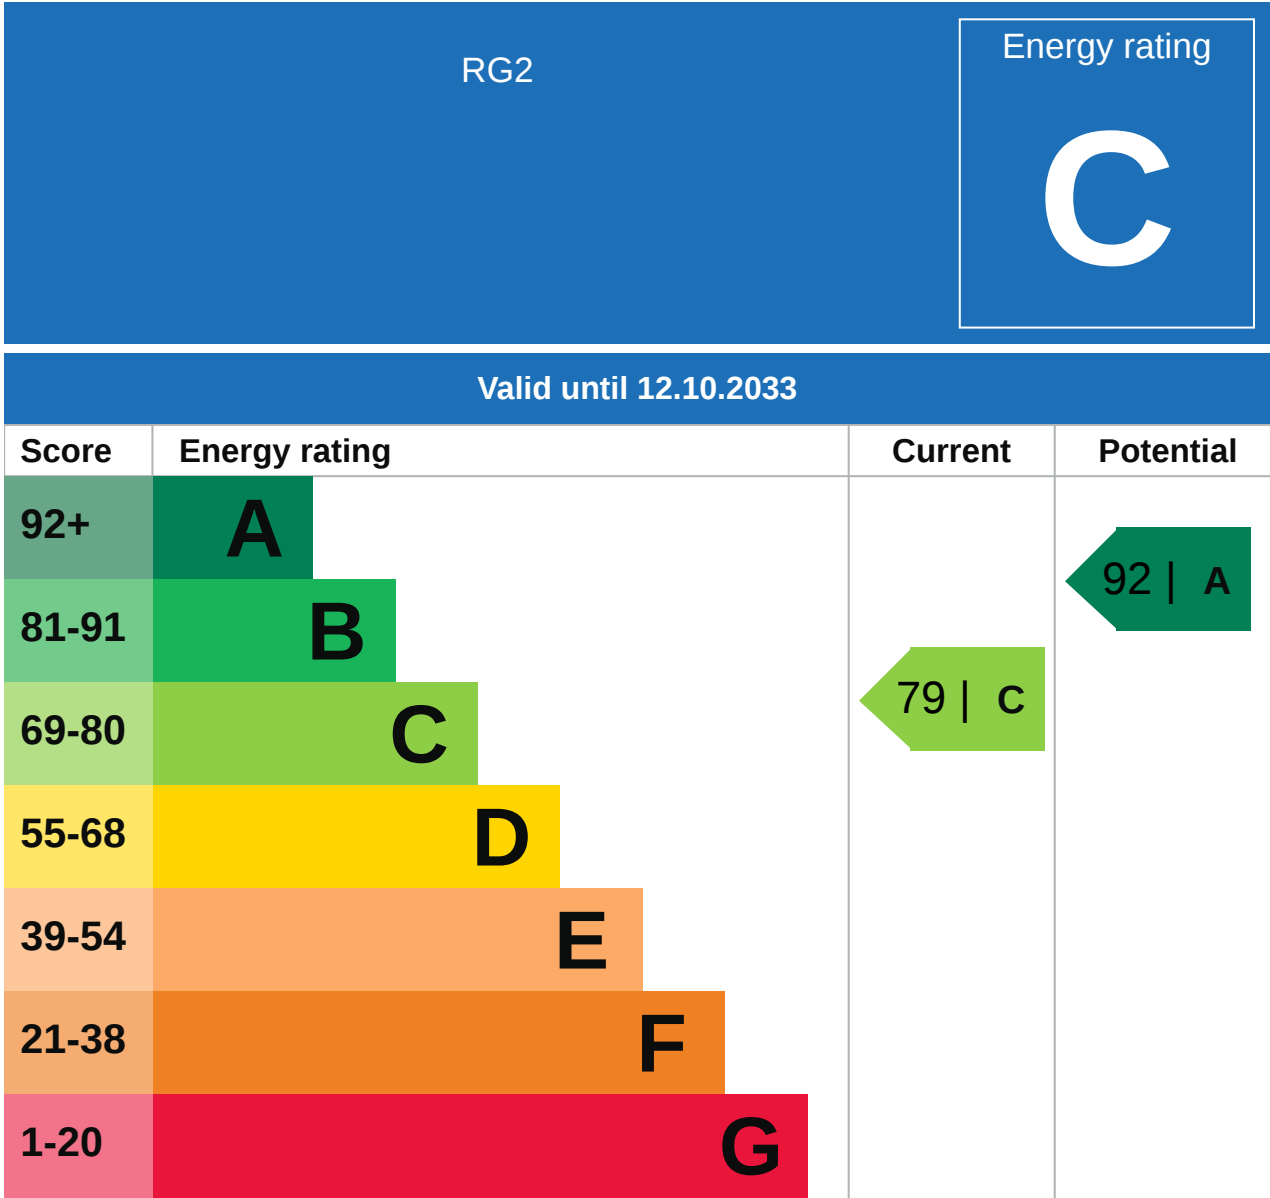 RG2
Energy rating
C
Valid until 12.10.2033
Score Energy rating Current Potential
92+ A
92 | A
81-91 B
79 | C
69-80 C
55-68 D
39-54 E
21-38 F
1-20 G